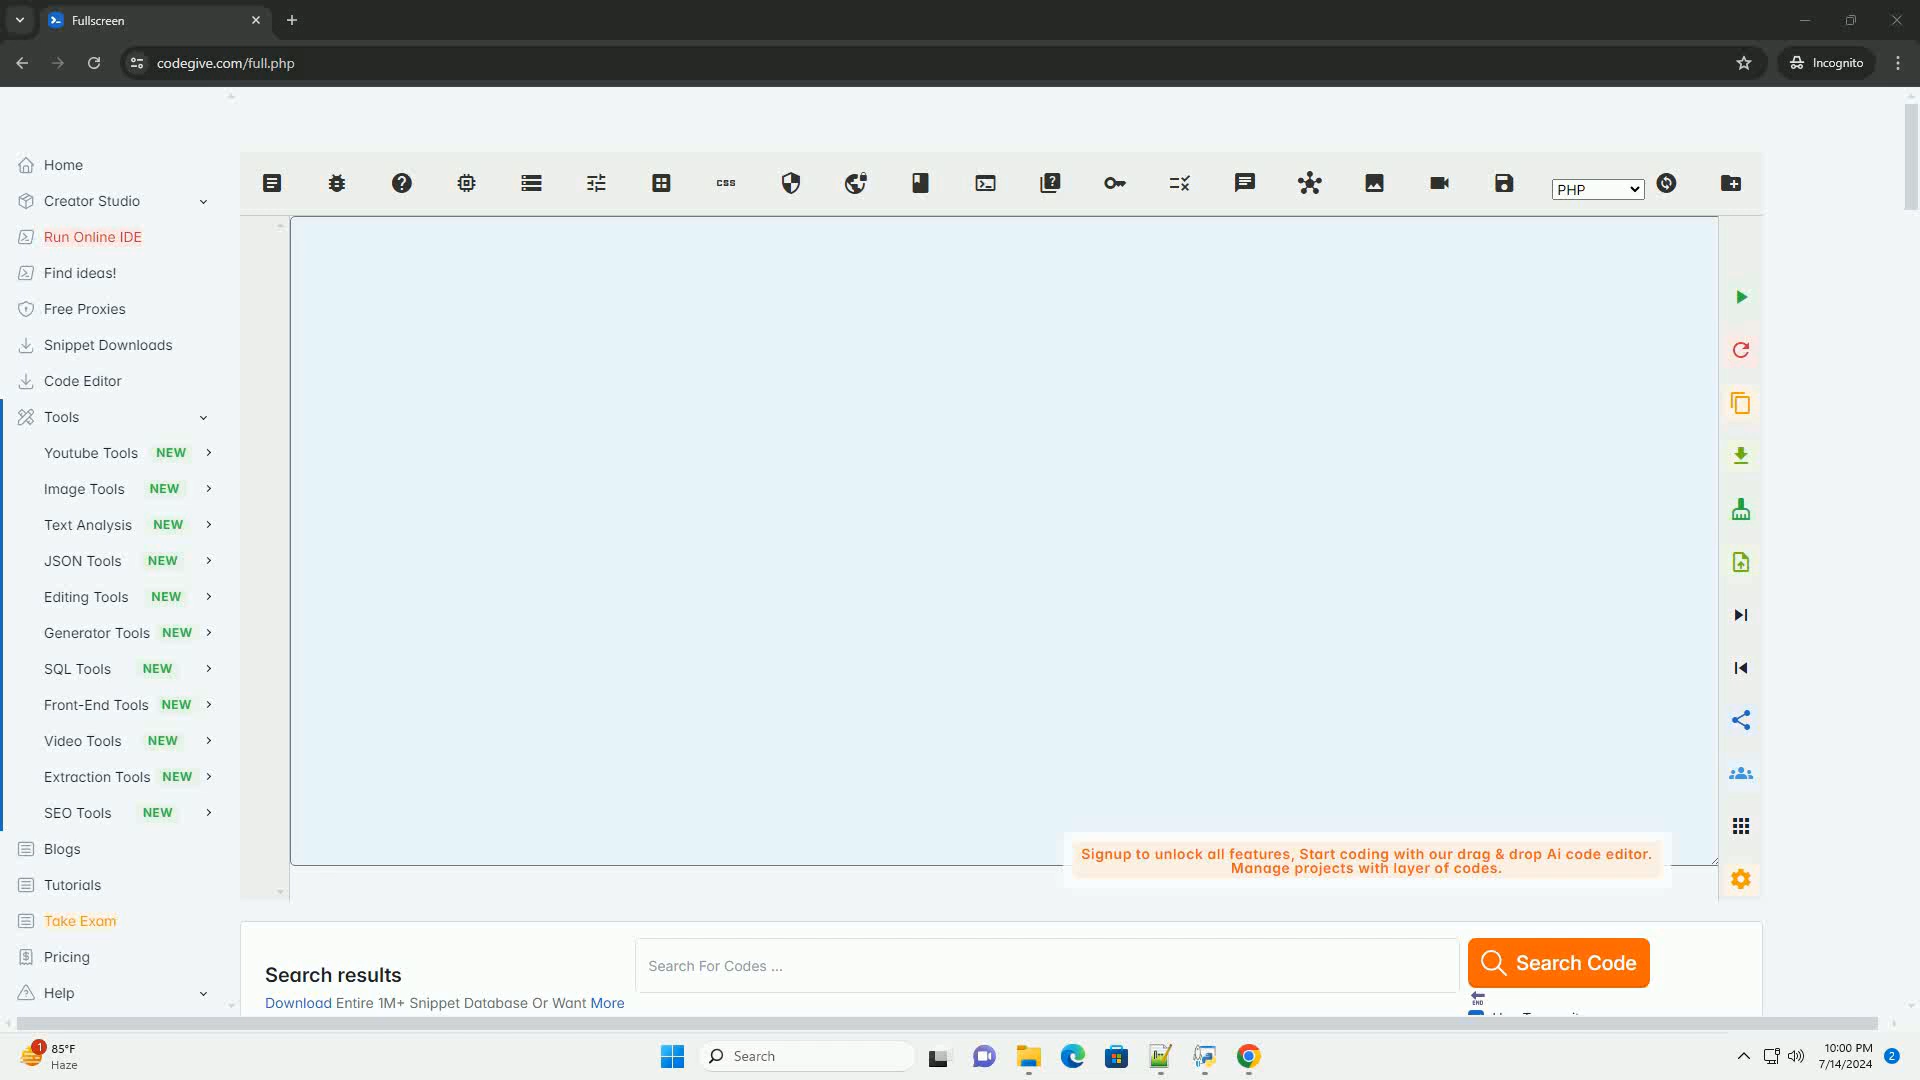 Fullscreen
codegive.com/full.php
Incognito
Home
Creator Studio
Run Online IDE
Find ideas!
Free Proxies
Snippet Downloads
Code Editor
Tools
Youtube Tools NEW
Image Tools NEW
Text Analysis NEW
JSON Tools NEW
Editing Tools NEW
Generator Tools NEW
SQL Tools NEW
Front-End Tools NEW
Video Tools NEW
Extraction Tools NEW
SEO Tools NEW
Blogs
Tutorials
Take Exam
Pricing
Help
CSS
PHP
Signup to unlock all features, Start coding with our drag & drop Ai code editor.
Manage projects with layer of codes.
Search results
Download Entire 1M+ Snippet Database Or Want More
Search For Codes ...
Search Code
END
1
85°F
Haze
Search
10:00 PM
7/14/2024
2